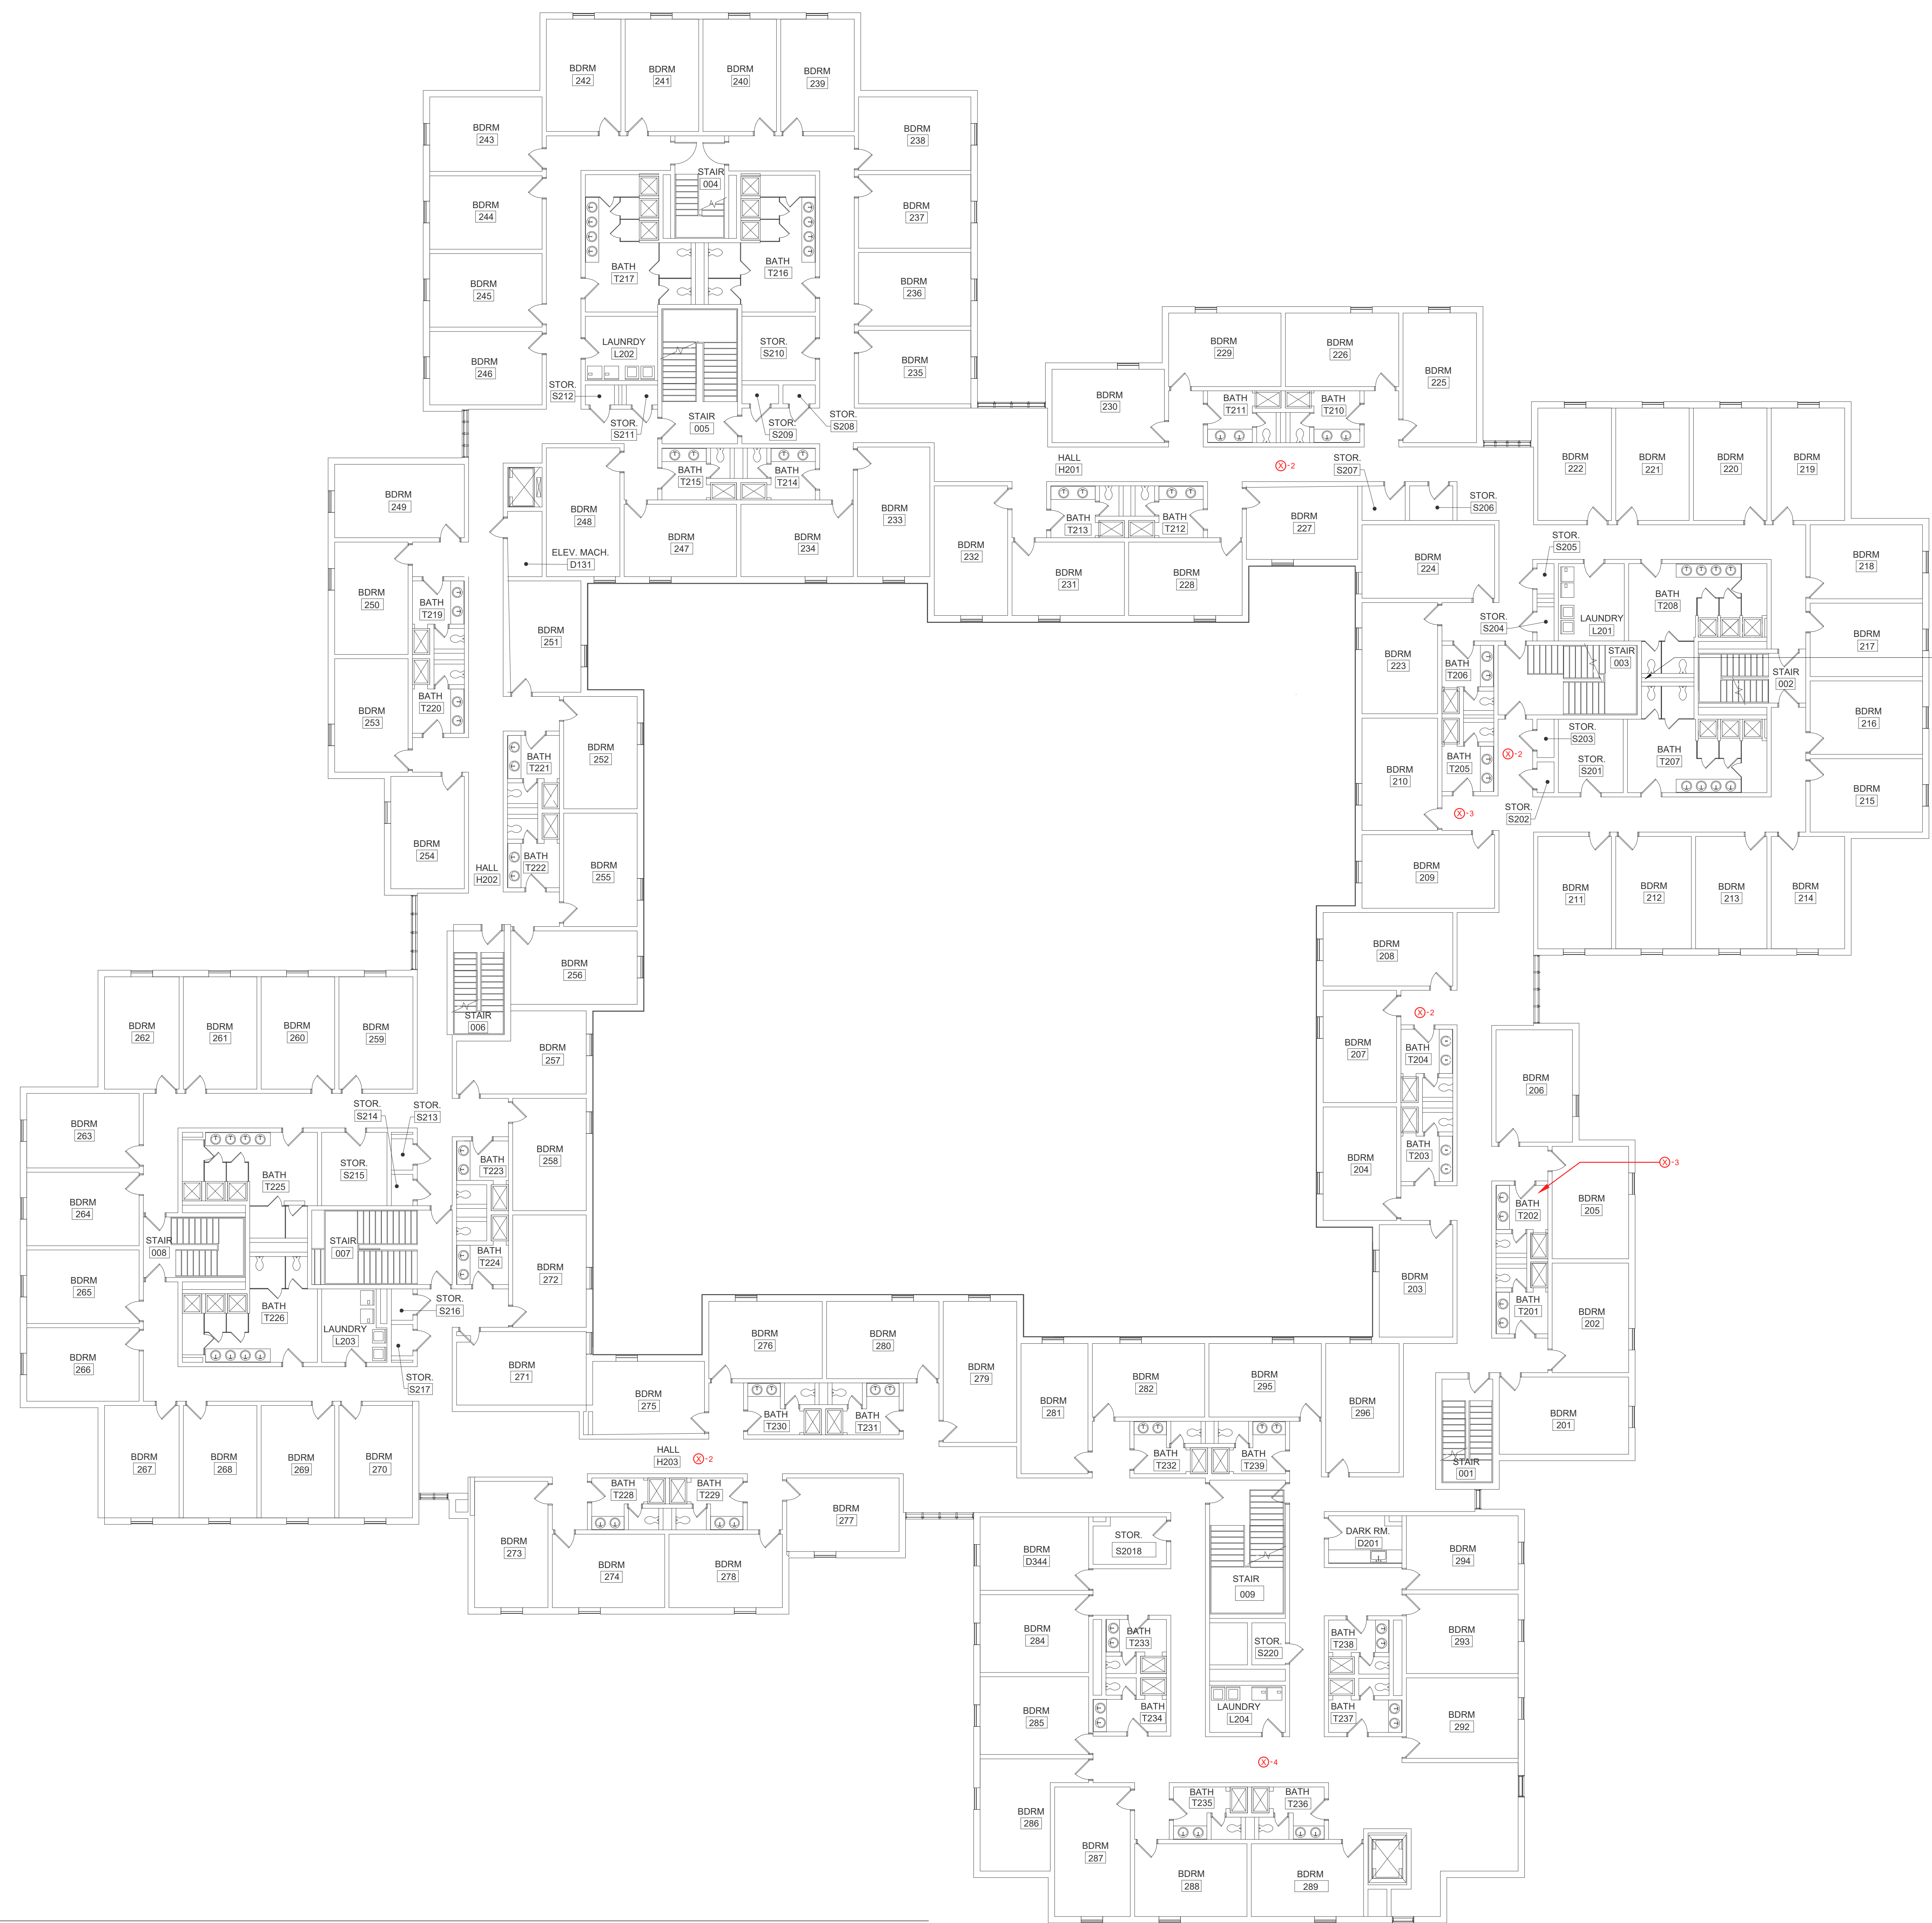 BDRM
242
BDRM
241
BDRM
240
BDRM
239
BDRM
243
BDRM
238
STAIR
004
BDRM
244
BDRM
237
BATH
T217
BATH
T216
BDRM
245
BDRM
236
LAUNRDY
L202
STOR.
S210
BDRM
246
BDRM
235
STOR.
S212
STOR.
S211
STAIR
005
STOR.
S209
STOR.
S208
BDRM
229
BDRM
226
BDRM
225
BDRM
230
BATH
T211
BATH
T210
HALL
H201
X-2
STOR.
S207
STOR.
S206
BDRM
222
BDRM
221
BDRM
220
BDRM
219
BDRM
249
BDRM
248
BATH
T215
BATH
T214
BDRM
233
BDRM
247
BDRM
234
ELEV. MACH.
D131
BDRM
232
BATH
T213
BATH
T212
BDRM
227
BDRM
231
BDRM
228
BDRM
224
STOR.
S205
BDRM
218
BDRM
250
BATH
T219
BDRM
251
BDRM
223
STOR.
S204
LAUNDRY
L201
BATH
T208
BDRM
217
BATH
T206
STAIR
003
STAIR
002
BDRM
253
BATH
T220
BDRM
216
BDRM
252
BATH
T221
BDRM
210
BATH
T205
X-2
STOR.
S203
STOR.
S201
BATH
T207
BDRM
215
X-3
STOR.
S202
BDRM
254
HALL
H202
BATH
T222
BDRM
255
BDRM
209
BDRM
211
BDRM
212
BDRM
213
BDRM
214
BDRM
256
BDRM
208
STAIR
006
X-2
BDRM
262
BDRM
261
BDRM
260
BDRM
259
BDRM
257
BDRM
207
BATH
T204
BDRM
206
BDRM
263
STOR.
S214
STOR.
S213
BATH
T225
STOR.
S215
BATH
T223
BDRM
258
BDRM
204
BATH
T203
X-3
BDRM
264
BATH
T202
BDRM
205
STAIR
008
STAIR
007
BATH
T224
BDRM
272
BDRM
203
BDRM
265
BATH
T226
LAUNDRY
L203
STOR.
S216
BATH
T201
BDRM
202
BDRM
266
STOR.
S217
BDRM
271
BDRM
276
BDRM
280
BDRM
279
BDRM
275
BDRM
281
BDRM
282
BDRM
295
BDRM
296
BDRM
201
BATH
T230
BATH
T231
BATH
T232
BATH
T239
STAIR
001
BDRM
267
BDRM
268
BDRM
269
BDRM
270
HALL
H203
X-2
BATH
T228
BATH
T229
BDRM
277
BDRM
273
BDRM
274
BDRM
278
BDRM
D344
STOR.
S2018
DARK RM.
D201
BDRM
294
STAIR
009
BDRM
284
BATH
T233
STOR.
S220
BATH
T238
BDRM
293
BDRM
285
BATH
T234
LAUNDRY
L204
BATH
T237
BDRM
292
X-4
BATH
T235
BATH
T236
BDRM
286
BDRM
287
BDRM
288
BDRM
289